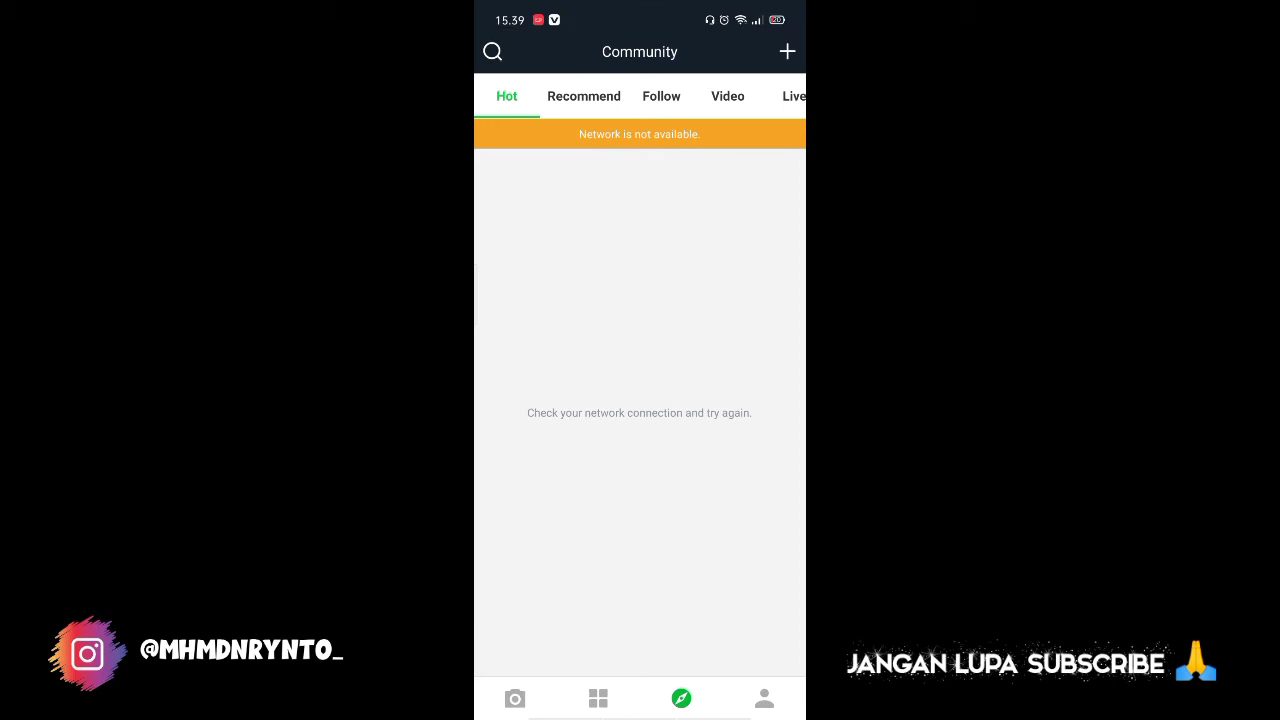 15.39
20
Community
Hot Recommend Follow Video Live
Network is not available.
Check your network connection and try again.
@MHMDNRYNTO_
JANGAN LUPA SUBSCRIBE 🙏